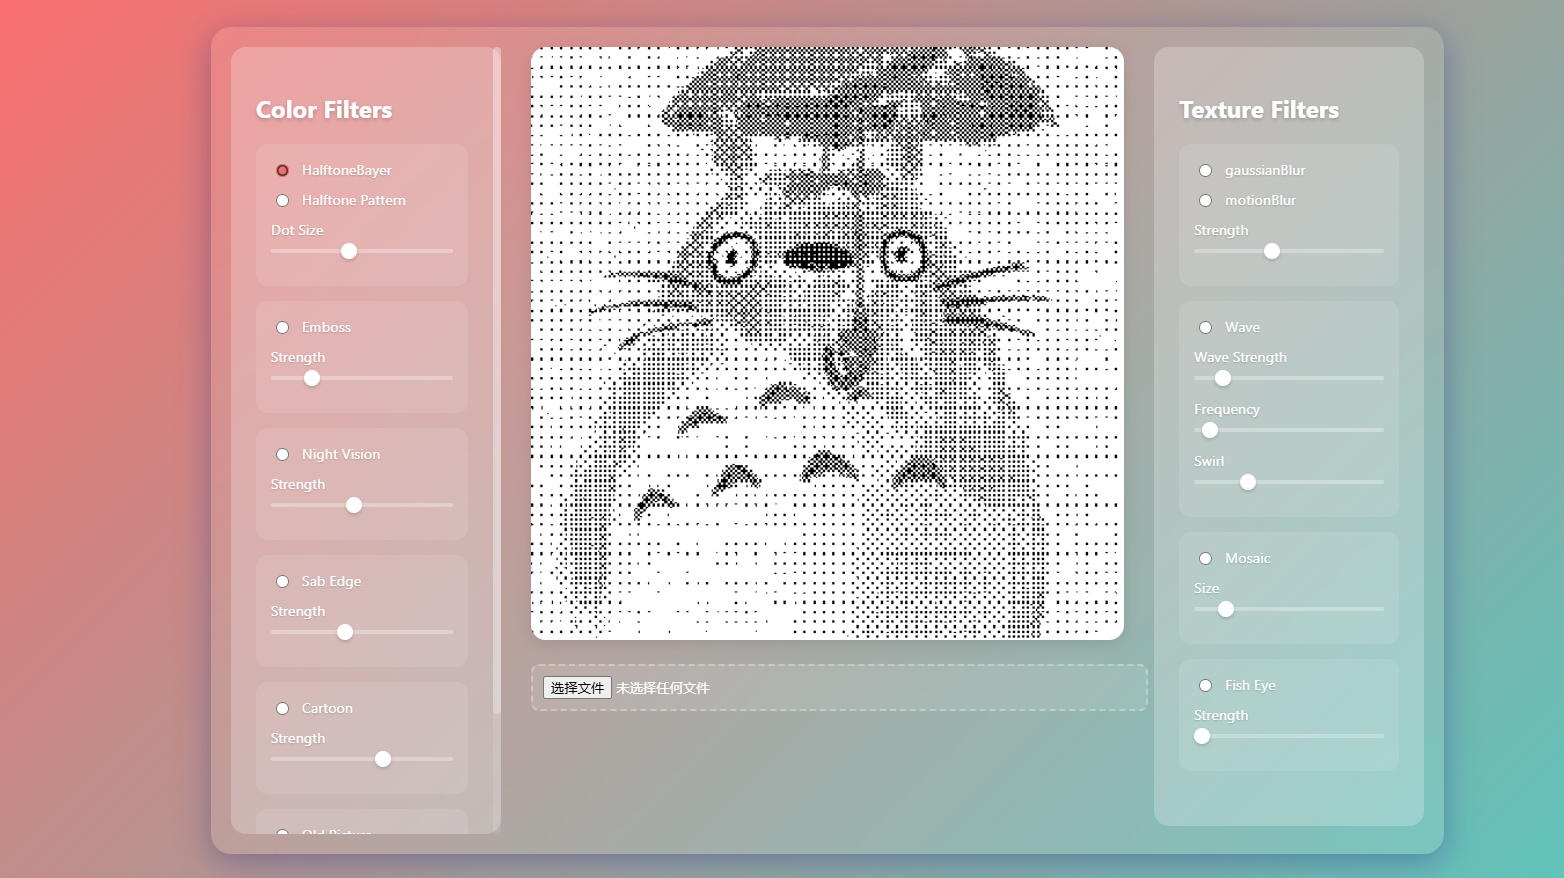 Color Filters
HalftoneBayer
Halftone Pattern
Dot Size
Emboss
Strength
Night Vision
Strength
Sab Edge
Strength
Cartoon
Strength
Old Picture
选择文件 未选择任何文件
Texture Filters
gaussianBlur
motionBlur
Strength
Wave
Wave Strength
Frequency
Swirl
Mosaic
Size
Fish Eye
Strength